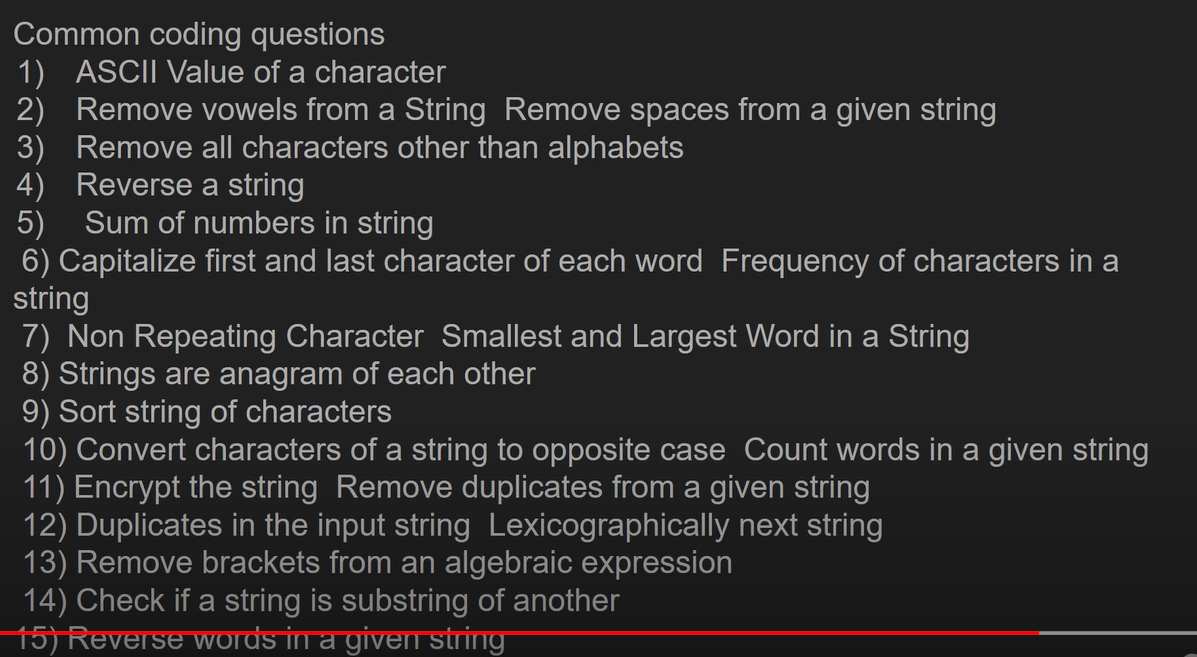 Common coding questions
1) ASCII Value of a character
2) Remove vowels from a String Remove spaces from a given string
3) Remove all characters other than alphabets
4) Reverse a string
5) Sum of numbers in string
6) Capitalize first and last character of each word Frequency of characters in a
string
7) Non Repeating Character Smallest and Largest Word in a String
8) Strings are anagram of each other
9) Sort string of characters
10) Convert characters of a string to opposite case Count words in a given string
11) Encrypt the string Remove duplicates from a given string
12) Duplicates in the input string Lexicographically next string
13) Remove brackets from an algebraic expression
14) Check if a string is substring of another
15) Reverse words in a given string